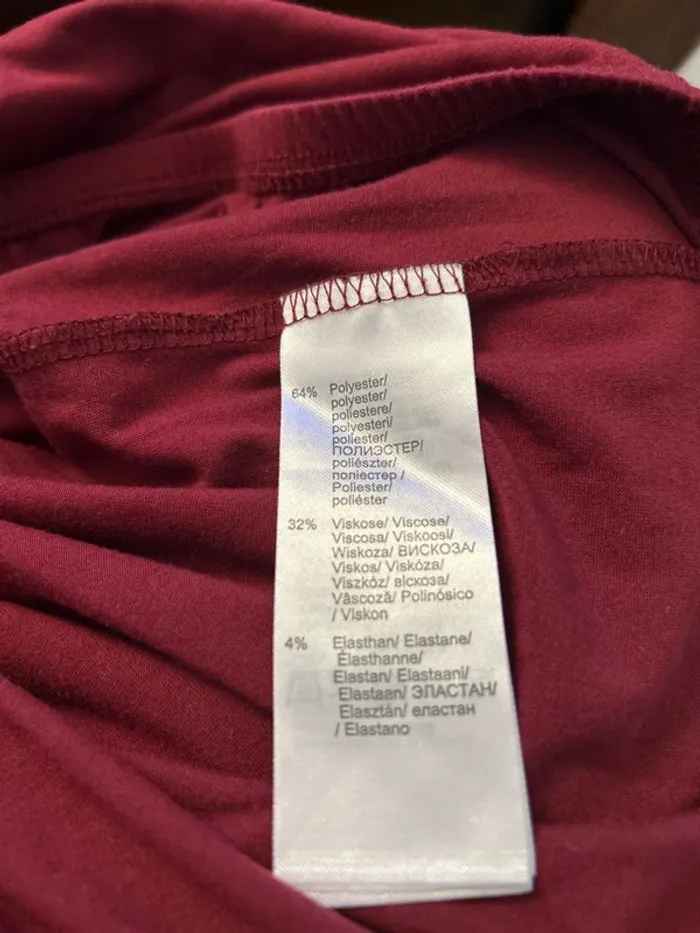 64% Polyester/
polyester/
poliestere/
polyesteri/
poliester/
ПОЛИЭСТЕР/
poliészter/
поліестер /
Poliester/
poliéster
32% Viskose/ Viscose/
Viscosa/ Viskoosi/
Wiskoza/ ВИСКОЗА/
Viskos/ Viskóza/
Viszkóz/ віскоза/
Vâscoză/ Polinósico
/ Viskon
4% Elasthan/ Elastane/
Élasthanne/
Elastan/ Elastaani/
Elastaan/ ЭЛАСТАН/
Elasztán/ еластан
/ Elastano